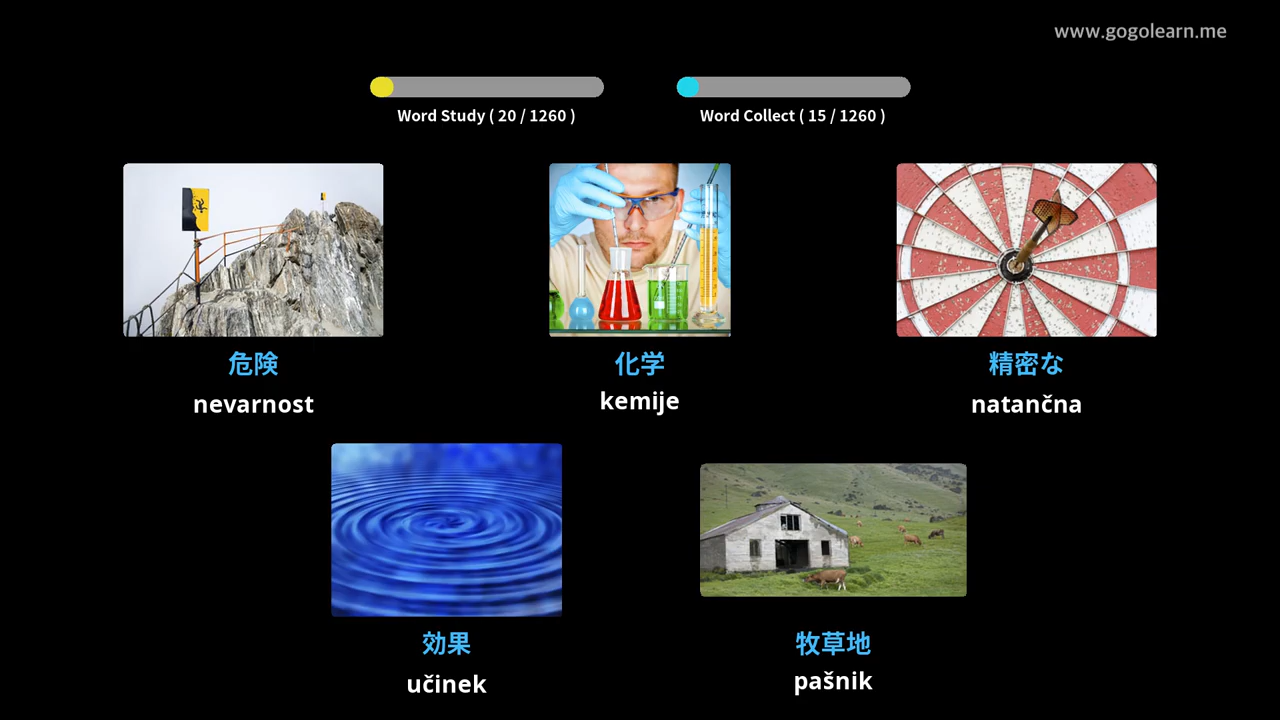 www.gogolearn.me
Word Study ( 20 / 1260 )
Word Collect ( 15 / 1260 )
危険
nevarnost
化学
kemije
精密な
natančna
効果
učinek
牧草地
pašnik